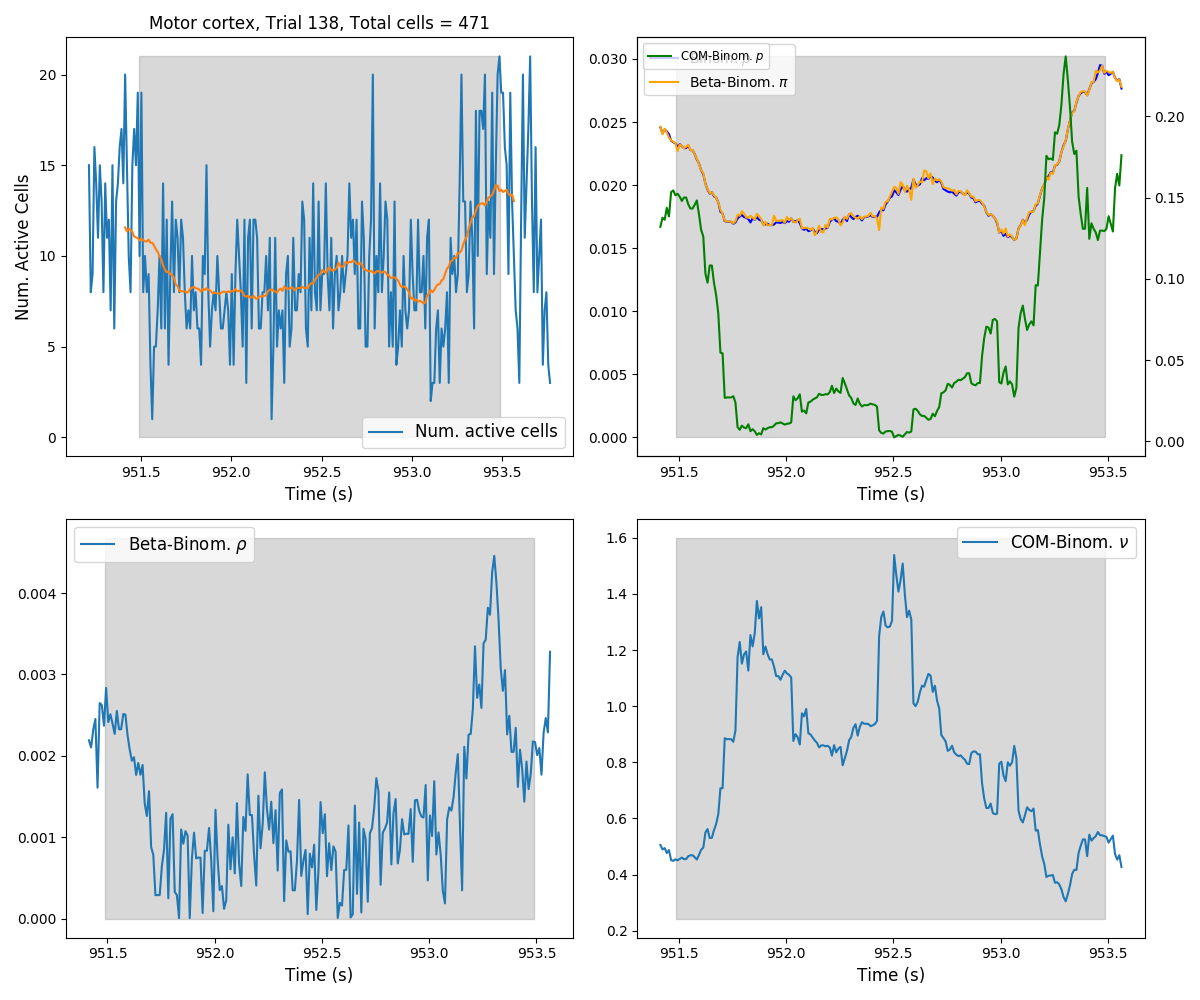 Motor cortex, Trial 138, Total cells = 471
Num. Active Cells
20
15
10
5
0
951.5 952.0 952.5 953.0 953.5
Time (s)
Num. active cells
COM-Binom. p
Beta-Binom. π
0.030
0.025
0.020
0.015
0.010
0.005
0.000
0.20
0.15
0.10
0.05
0.00
951.5 952.0 952.5 953.0 953.5
Time (s)
Beta-Binom. ρ
0.004
0.003
0.002
0.001
0.000
951.5 952.0 952.5 953.0 953.5
Time (s)
COM-Binom. ν
1.6
1.4
1.2
1.0
0.8
0.6
0.4
0.2
951.5 952.0 952.5 953.0 953.5
Time (s)